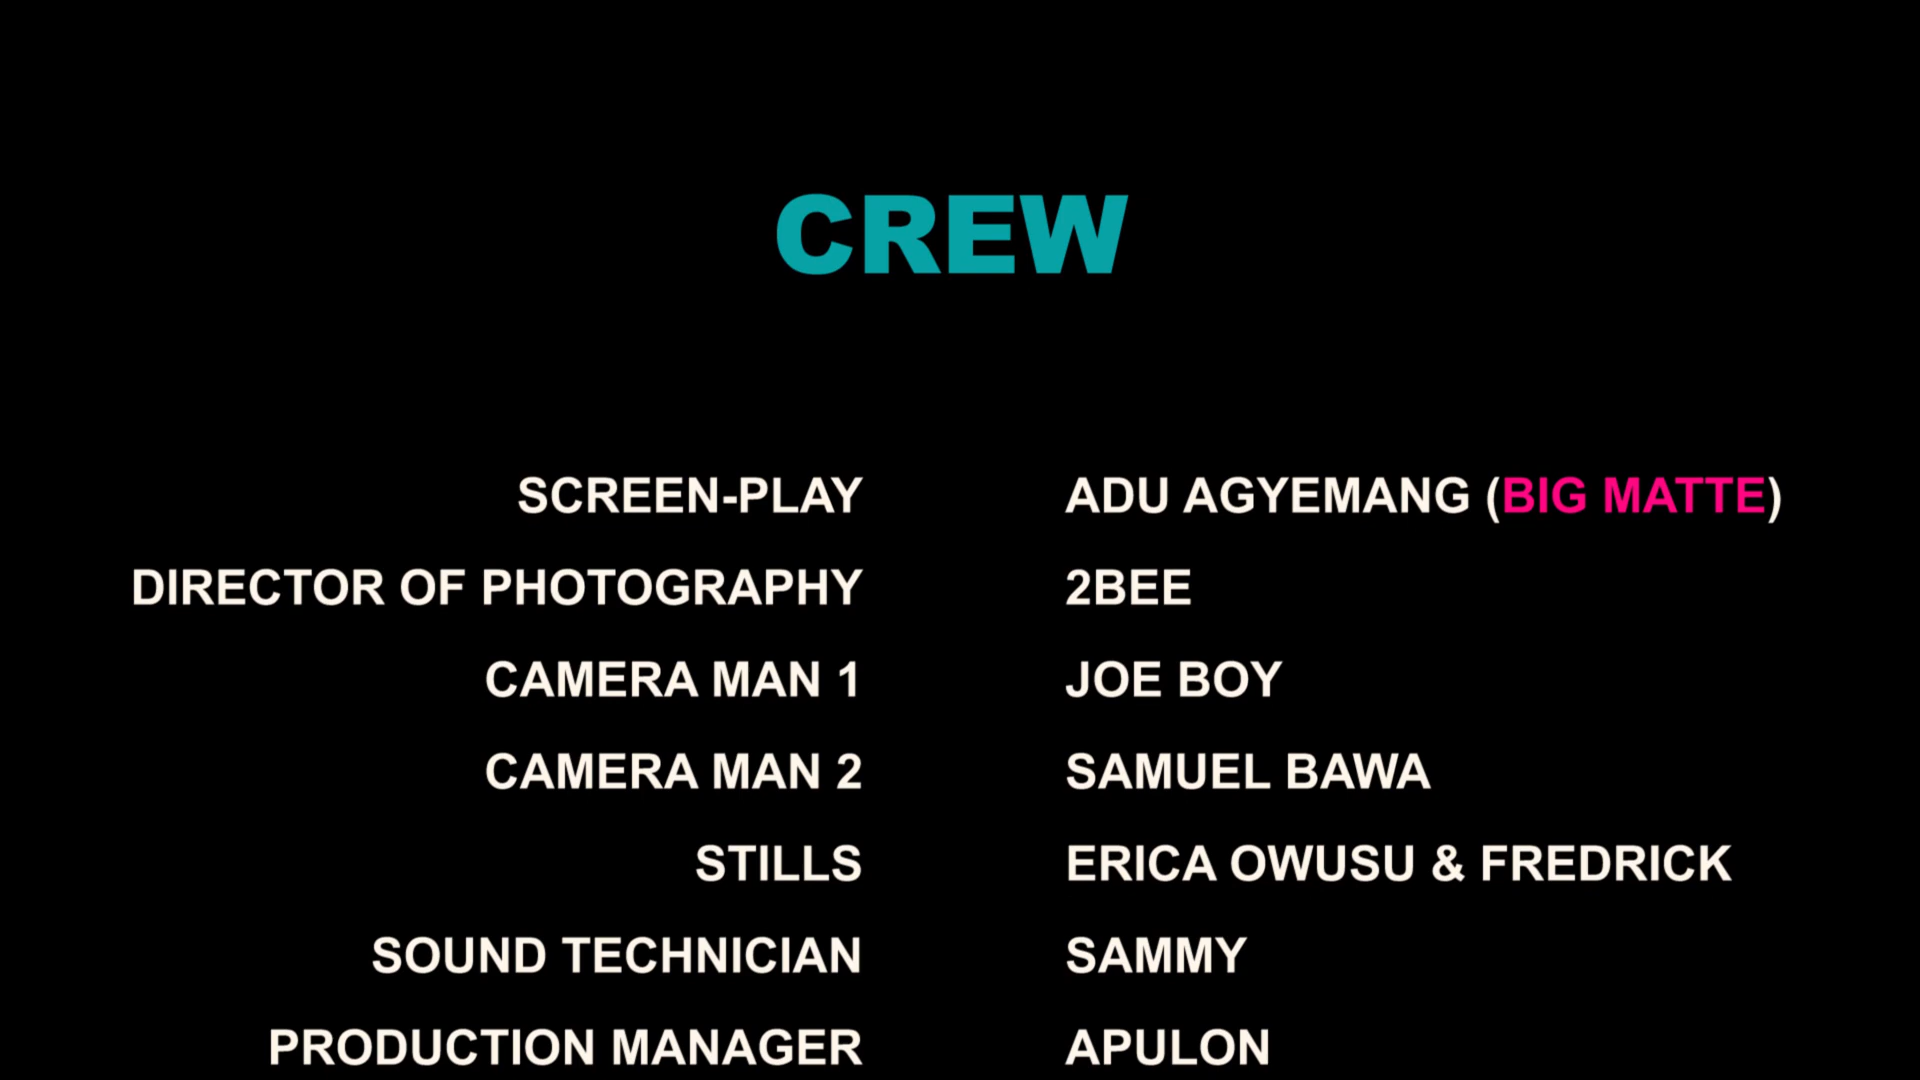 CREW
SCREEN-PLAY ADU AGYEMANG (BIG MATTE)
DIRECTOR OF PHOTOGRAPHY 2BEE
CAMERA MAN 1 JOE BOY
CAMERA MAN 2 SAMUEL BAWA
STILLS ERICA OWUSU & FREDRICK
SOUND TECHNICIAN SAMMY
PRODUCTION MANAGER APULON